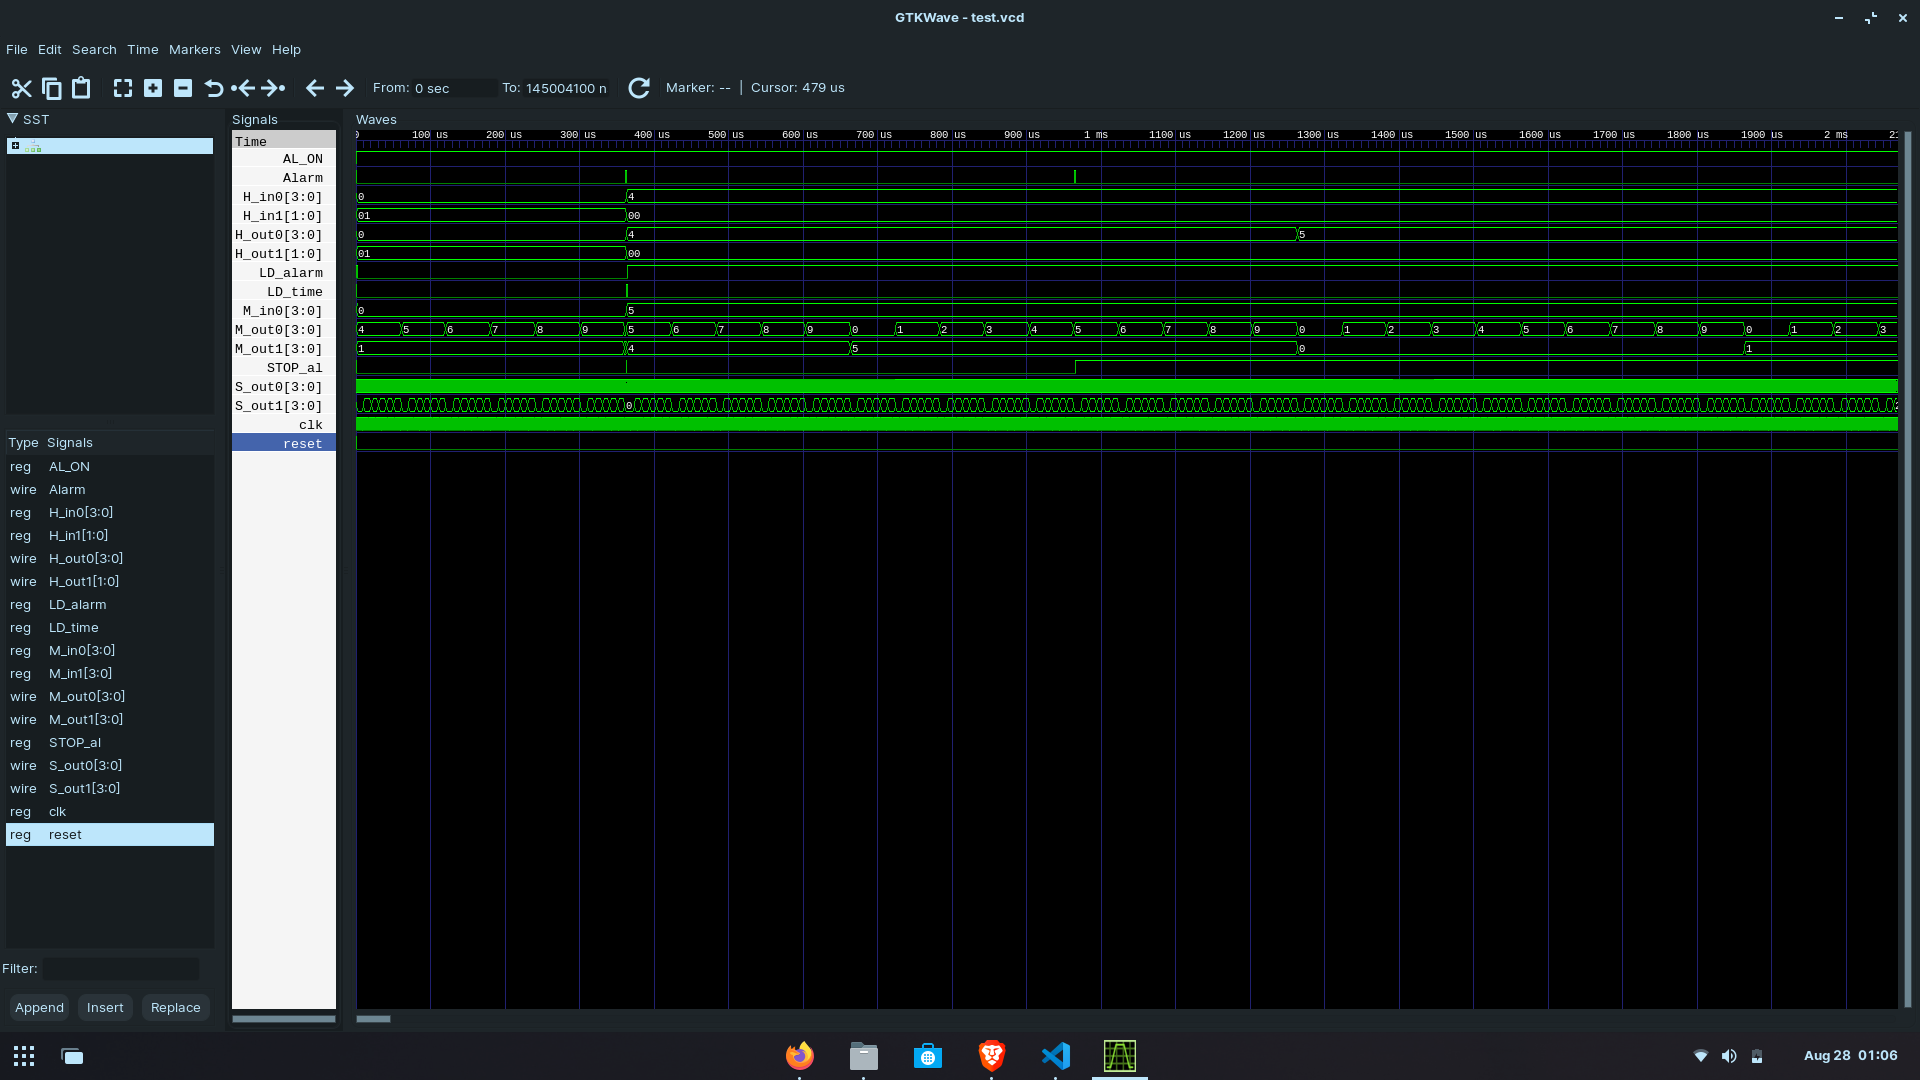 GTKWave - test.vcd
File Edit Search Time Markers View Help
From: 0 sec To: 145004100 n Marker: -- | Cursor: 479 us
SST
Type Signals
reg AL_ON
wire Alarm
reg H_in0[3:0]
reg H_in1[1:0]
wire H_out0[3:0]
wire H_out1[1:0]
reg LD_alarm
reg LD_time
reg M_in0[3:0]
reg M_in1[3:0]
wire M_out0[3:0]
wire M_out1[3:0]
reg STOP_al
wire S_out0[3:0]
wire S_out1[3:0]
reg clk
reg reset
Filter:
Append Insert Replace
Signals
Time
AL_ON
Alarm
H_in0[3:0]
H_in1[1:0]
H_out0[3:0]
H_out1[1:0]
LD_alarm
LD_time
M_in0[3:0]
M_out0[3:0]
M_out1[3:0]
STOP_al
S_out0[3:0]
S_out1[3:0]
clk
reset
Waves
0 100 us 200 us 300 us 400 us 500 us 600 us 700 us 800 us 900 us 1 ms 1100 us 1200 us 1300 us 1400 us 1500 us 1600 us 1700 us 1800 us 1900 us 2 ms 21
0 4
01 00
0 4 5
01 00
0 5
4 5 6 7 8 9 5 6 7 8 9 0 1 2 3 4 5 6 7 8 9 0 1 2 3 4 5 6 7 8 9 0 1 2 3
1 4 5 0 1
0
Aug 28 01:06